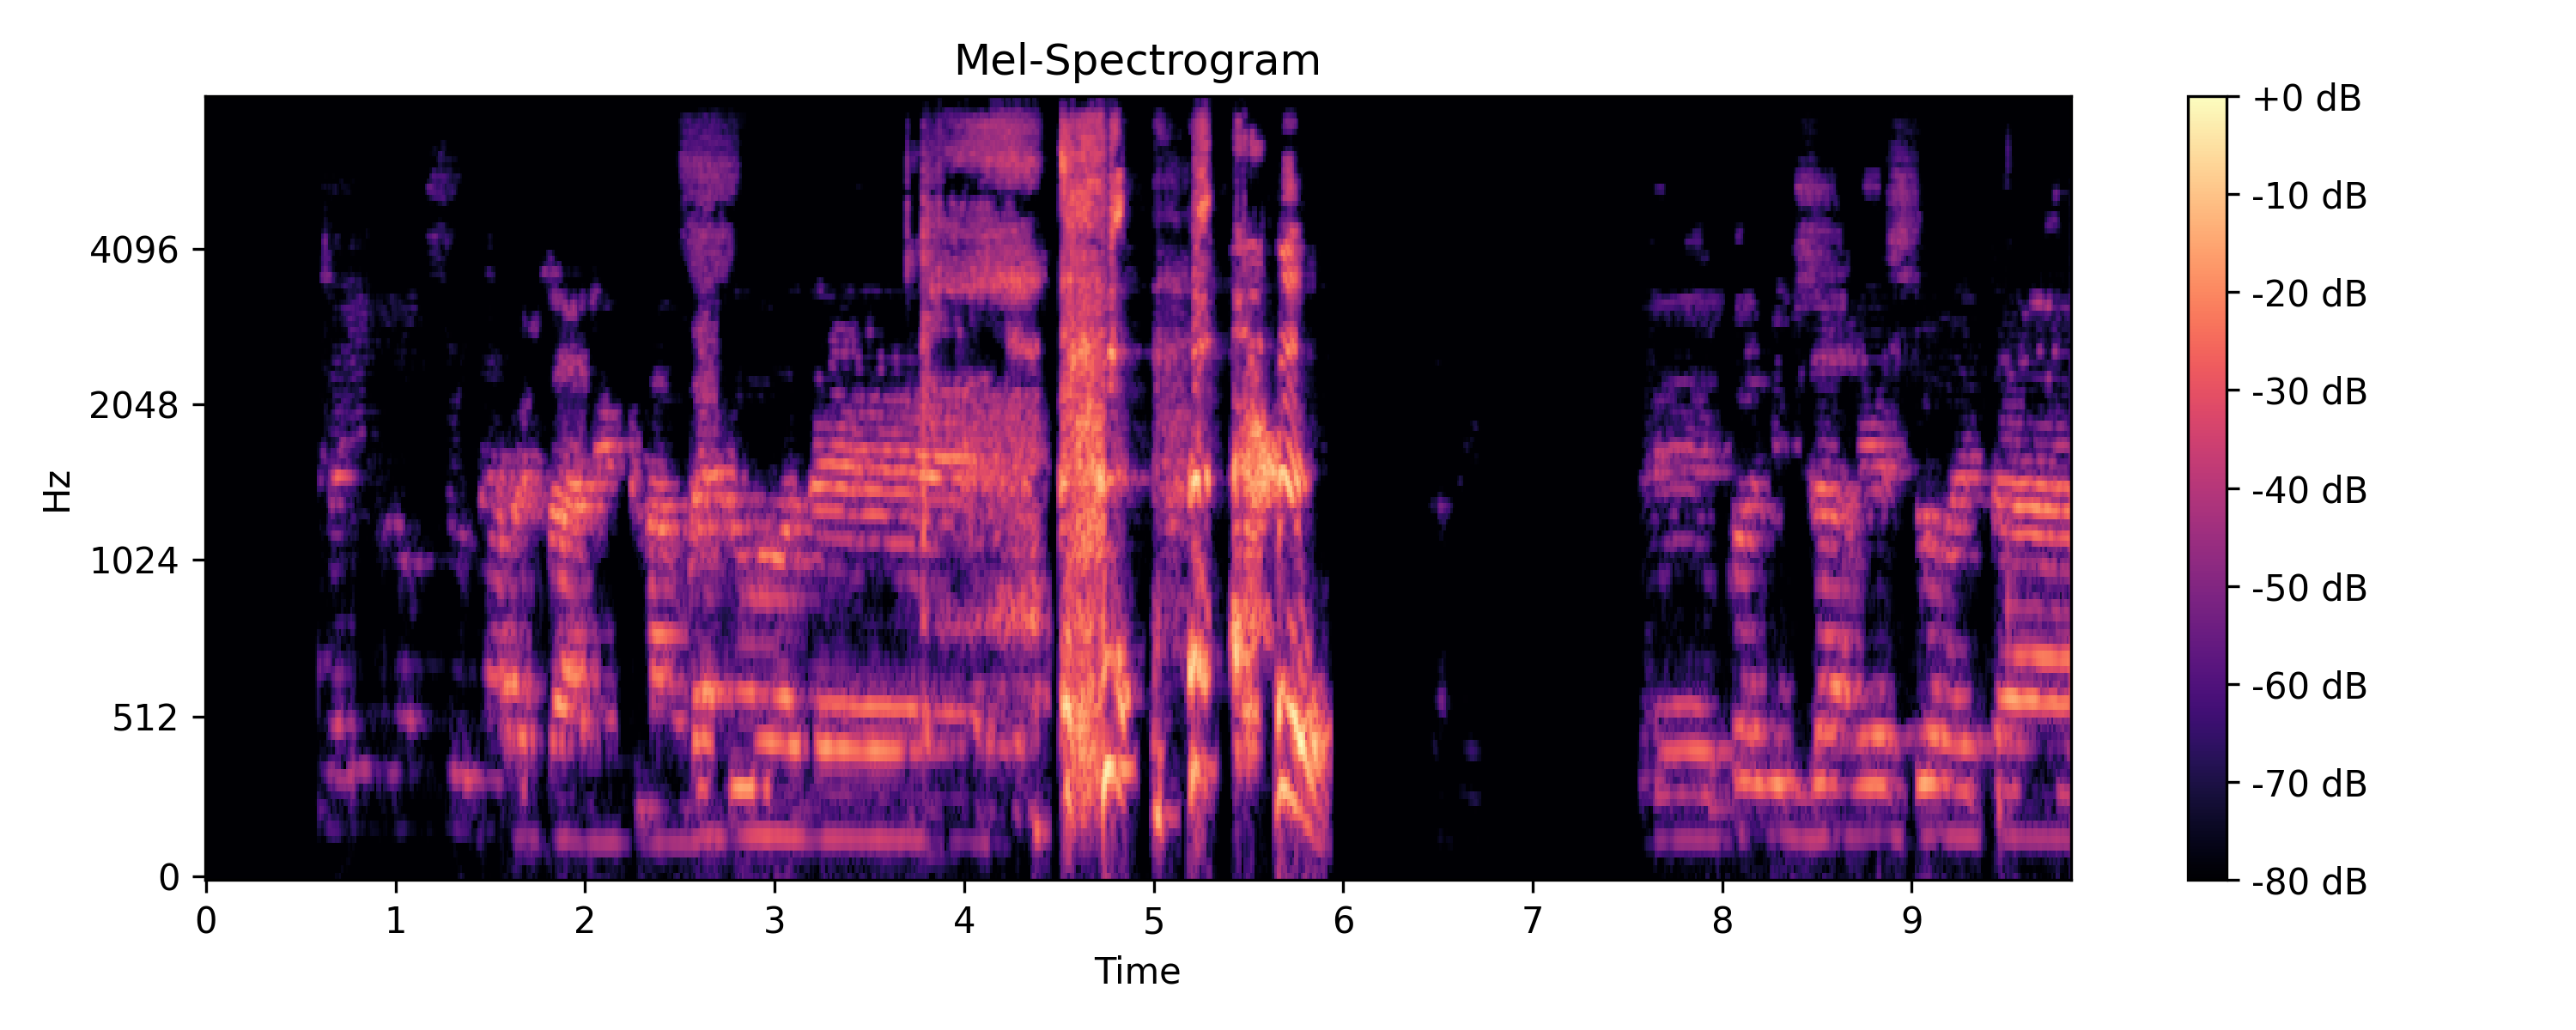 Mel-Spectrogram
Hz
4096
2048
1024
512
0
0 1 2 3 4 5 6 7 8 9
Time
+0 dB
-10 dB
-20 dB
-30 dB
-40 dB
-50 dB
-60 dB
-70 dB
-80 dB